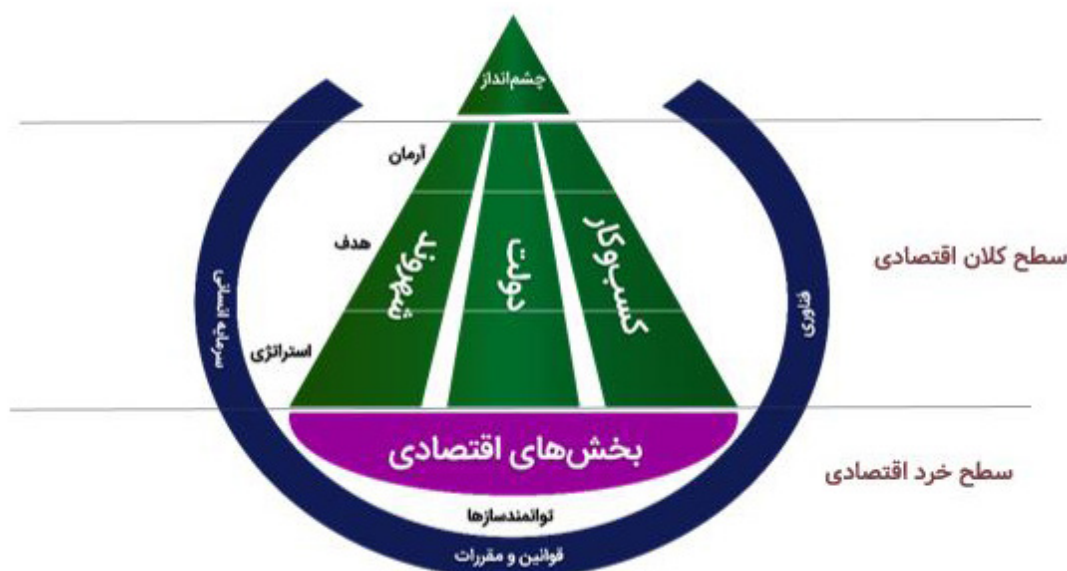 چشم‌انداز
آرمان
هدف
استراتژی
کسب‌وکار
دولت
شهروند
سطح کلان اقتصادی
فناوری
سرمایه انسانی
بخش‌های اقتصادی
سطح خرد اقتصادی
توانمندسازها
قوانین و مقررات